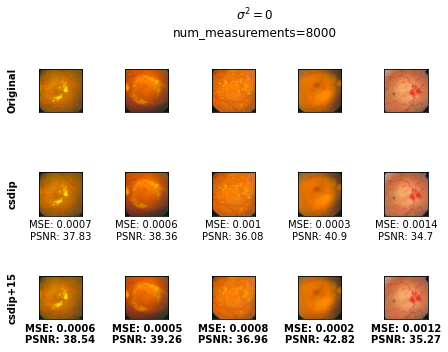 σ² = 0
num_measurements=8000
Original
csdip
MSE: 0.0007 MSE: 0.0006 MSE: 0.001 MSE: 0.0003 MSE: 0.0014
PSNR: 37.83 PSNR: 38.36 PSNR: 36.08 PSNR: 40.9 PSNR: 34.7
csdip+15
MSE: 0.0006 MSE: 0.0005 MSE: 0.0008 MSE: 0.0002 MSE: 0.0012
PSNR: 38.54 PSNR: 39.26 PSNR: 36.96 PSNR: 42.82 PSNR: 35.27